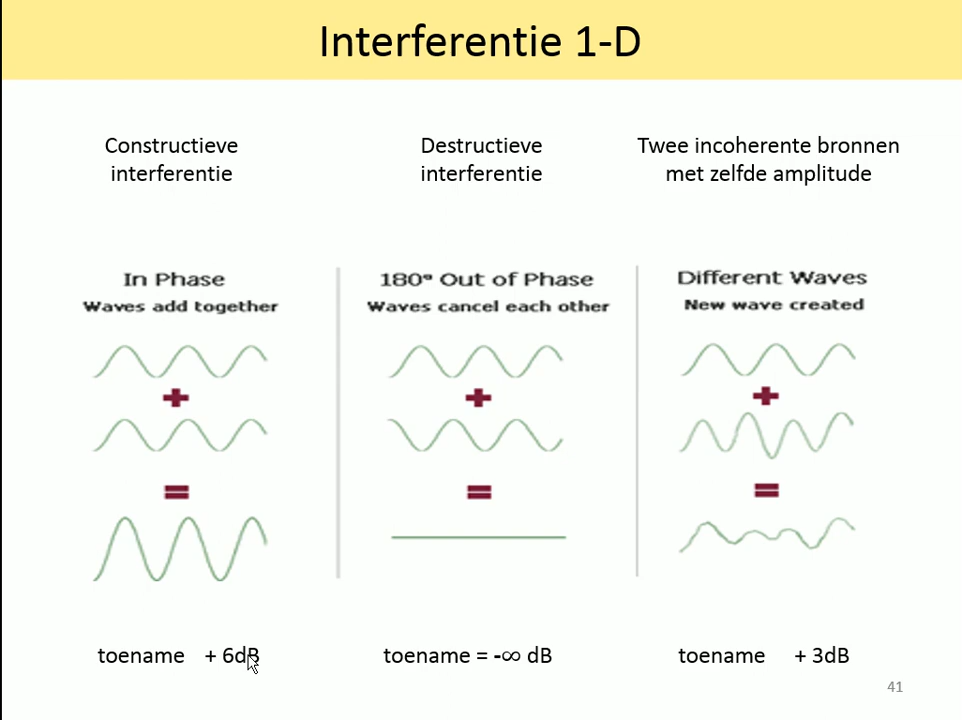 Interferentie 1-D
Constructieve
interferentie
Destructieve
interferentie
Twee incoherente bronnen
met zelfde amplitude
In Phase
Waves add together
180° Out of Phase
Waves cancel each other
Different Waves
New wave created
+
+
+
=
=
=
toename + 6dB
toename = -∞ dB
toename + 3dB
41